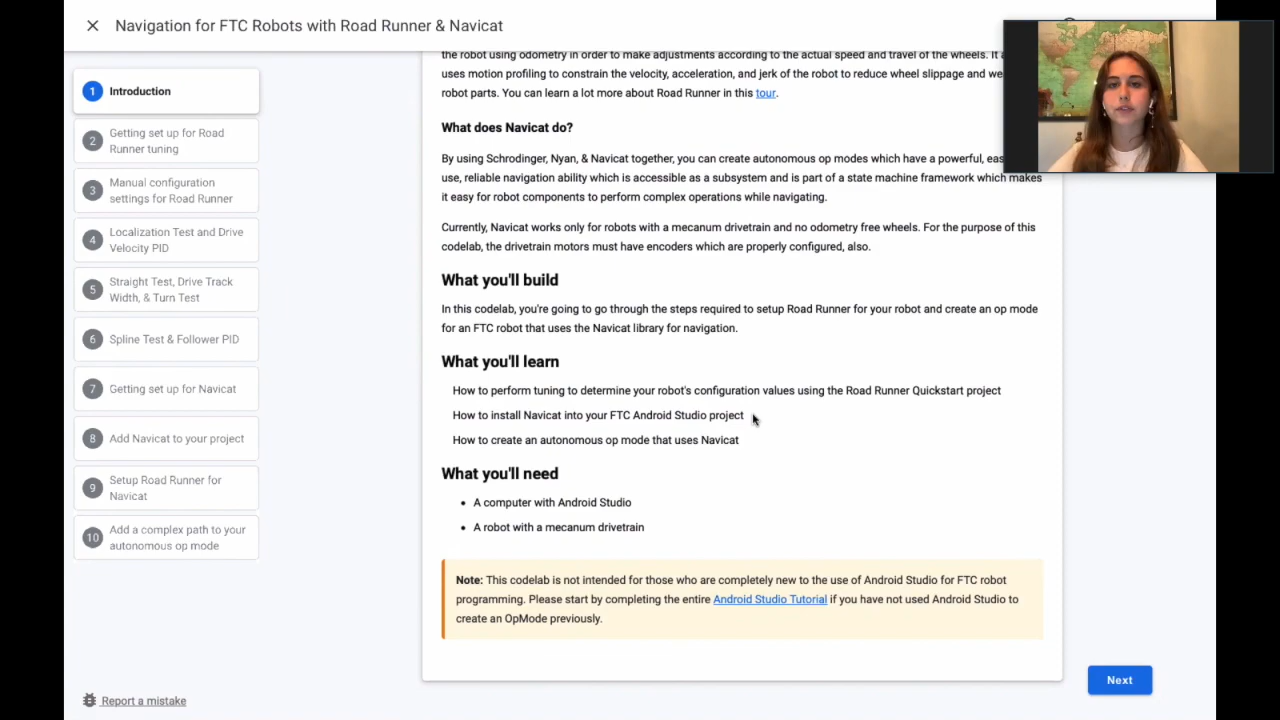 Navigation for FTC Robots with Road Runner & Navicat
1 Introduction
2 Getting set up for Road
Runner tuning
3 Manual configuration
settings for Road Runner
4 Localization Test and Drive
Velocity PID
5 Straight Test, Drive Track
Width, & Turn Test
6 Spline Test & Follower PID
7 Getting set up for Navicat
8 Add Navicat to your project
9 Setup Road Runner for
Navicat
10 Add a complex path to your
autonomous op mode
Report a mistake
the robot using odometry in order to make adjustments according to the actual speed and travel of the wheels. It
uses motion profiling to constrain the velocity, acceleration, and jerk of the robot to reduce wheel slippage and
robot parts. You can learn a lot more about Road Runner in this tour.
What does Navicat do?
By using Schrodinger, Nyan, & Navicat together, you can create autonomous op modes which have a powerful,
use, reliable navigation ability which is accessible as a subsystem and is part of a state machine framework which makes
it easy for robot components to perform complex operations while navigating.
Currently, Navicat works only for robots with a mecanum drivetrain and no odometry free wheels. For the purpose of this
codelab, the drivetrain motors must have encoders which are properly configured, also.
What you'll build
In this codelab, you're going to go through the steps required to setup Road Runner for your robot and create an op mode
for an FTC robot that uses the Navicat library for navigation.
What you'll learn
How to perform tuning to determine your robot's configuration values using the Road Runner Quickstart project
How to install Navicat into your FTC Android Studio project
How to create an autonomous op mode that uses Navicat
What you'll need
• A computer with Android Studio
• A robot with a mecanum drivetrain
Note: This codelab is not intended for those who are completely new to the use of Android Studio for FTC robot
programming. Please start by completing the entire Android Studio Tutorial if you have not used Android Studio to
create an OpMode previously.
Next